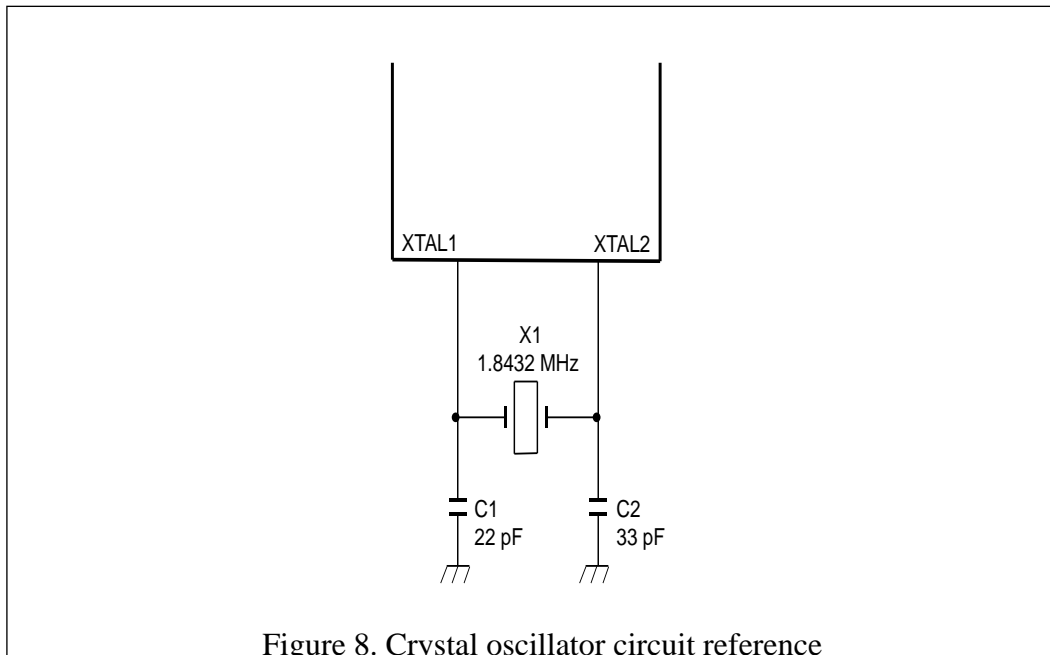 XTAL1
XTAL2
X1
1.8432 MHz
C1
22 pF
C2
33 pF
Figure 8. Crystal oscillator circuit reference